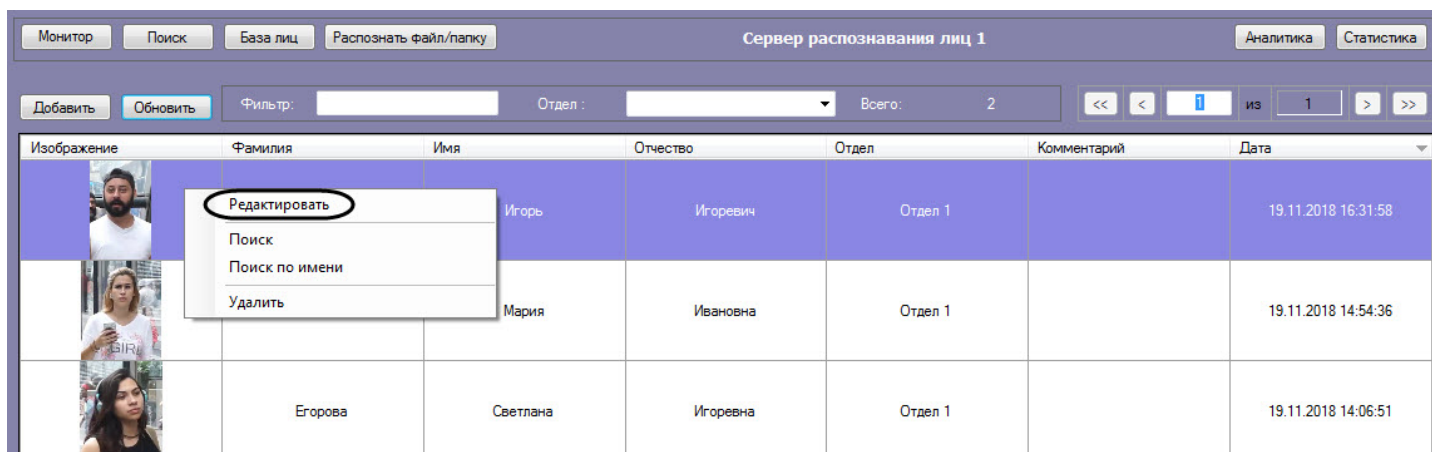 Монитор Поиск База лиц Распознать файл/папку Сервер распознавания лиц 1 Аналитика Статистика
Добавить Обновить Фильтр: Отдел : Всего: 2 << < 1 из 1 > >>
Изображение Фамилия Имя Отчество Отдел Комментарий Дата
Редактировать
Игорь Игоревич Отдел 1 19.11.2018 16:31:58
Поиск
Поиск по имени
Удалить
Мария Ивановна Отдел 1 19.11.2018 14:54:36
GIRL
Егорова Светлана Игоревна Отдел 1 19.11.2018 14:06:51